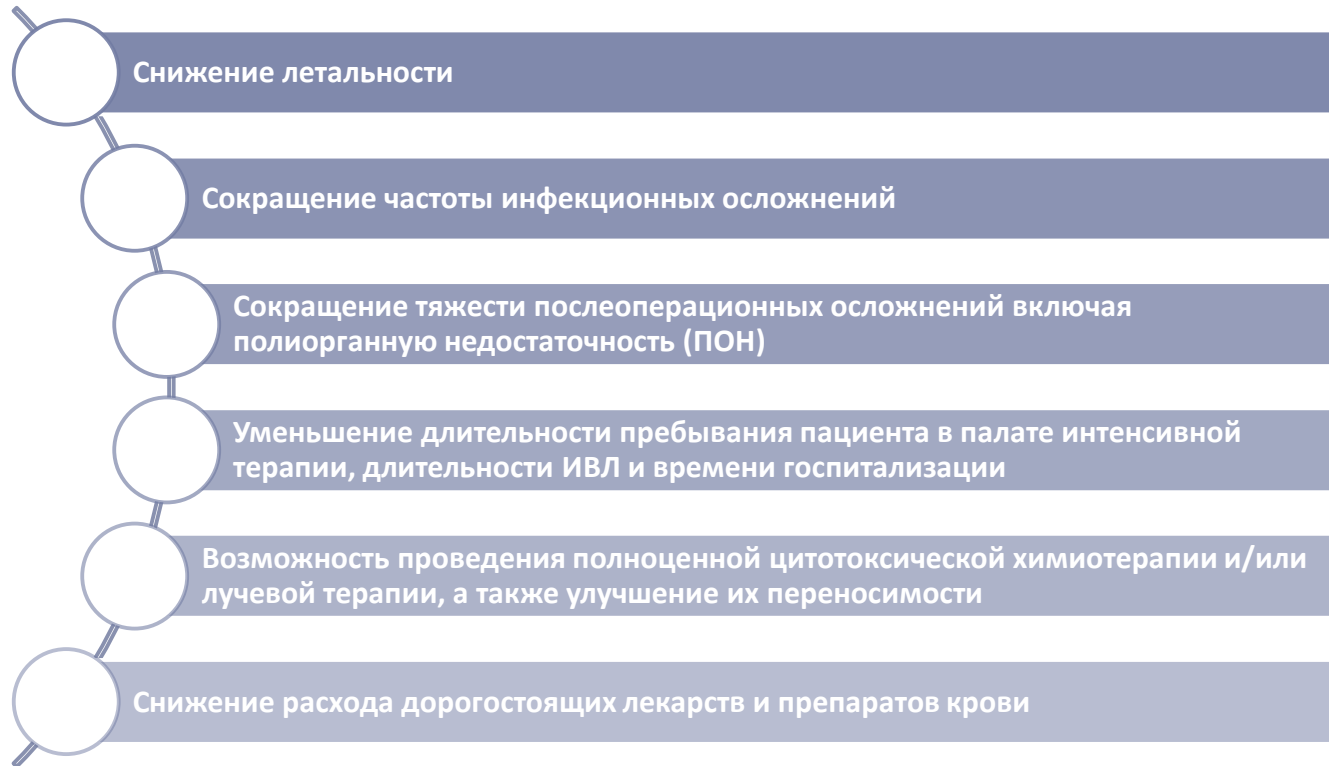 Снижение летальности
Сокращение частоты инфекционных осложнений
Сокращение тяжести послеоперационных осложнений включая
полиорганную недостаточность (ПОН)
Уменьшение длительности пребывания пациента в палате интенсивной
терапии, длительности ИВЛ и времени госпитализации
Возможность проведения полноценной цитотоксической химиотерапии и/или
лучевой терапии, а также улучшение их переносимости
Снижение расхода дорогостоящих лекарств и препаратов крови